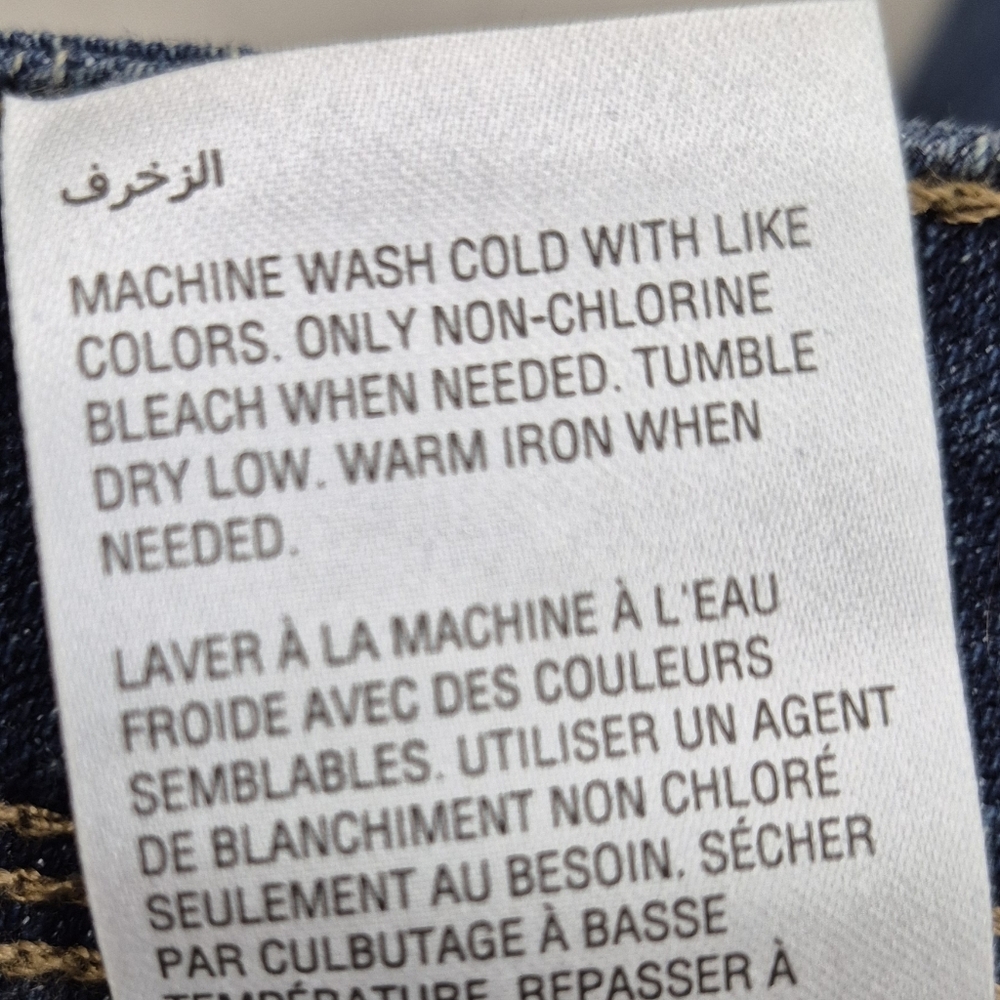 الزخرف
MACHINE WASH COLD WITH LIKE
COLORS. ONLY NON-CHLORINE
BLEACH WHEN NEEDED. TUMBLE
DRY LOW. WARM IRON WHEN
NEEDED.
LAVER À LA MACHINE À L'EAU
FROIDE AVEC DES COULEURS
SEMBLABLES. UTILISER UN AGENT
DE BLANCHIMENT NON CHLORÉ
SEULEMENT AU BESOIN. SÉCHER
PAR CULBUTAGE À BASSE
TEMPÉRATURE. REPASSER À